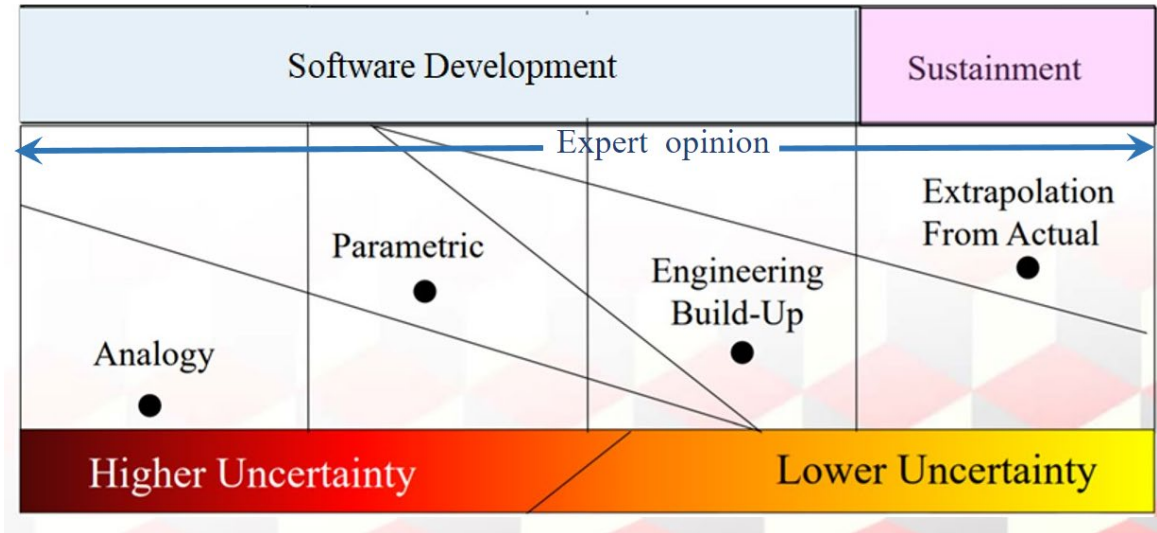 Software Development
Sustainment
Expert opinion
Extrapolation
From Actual
Parametric
Engineering
Build-Up
Analogy
Higher Uncertainty
Lower Uncertainty